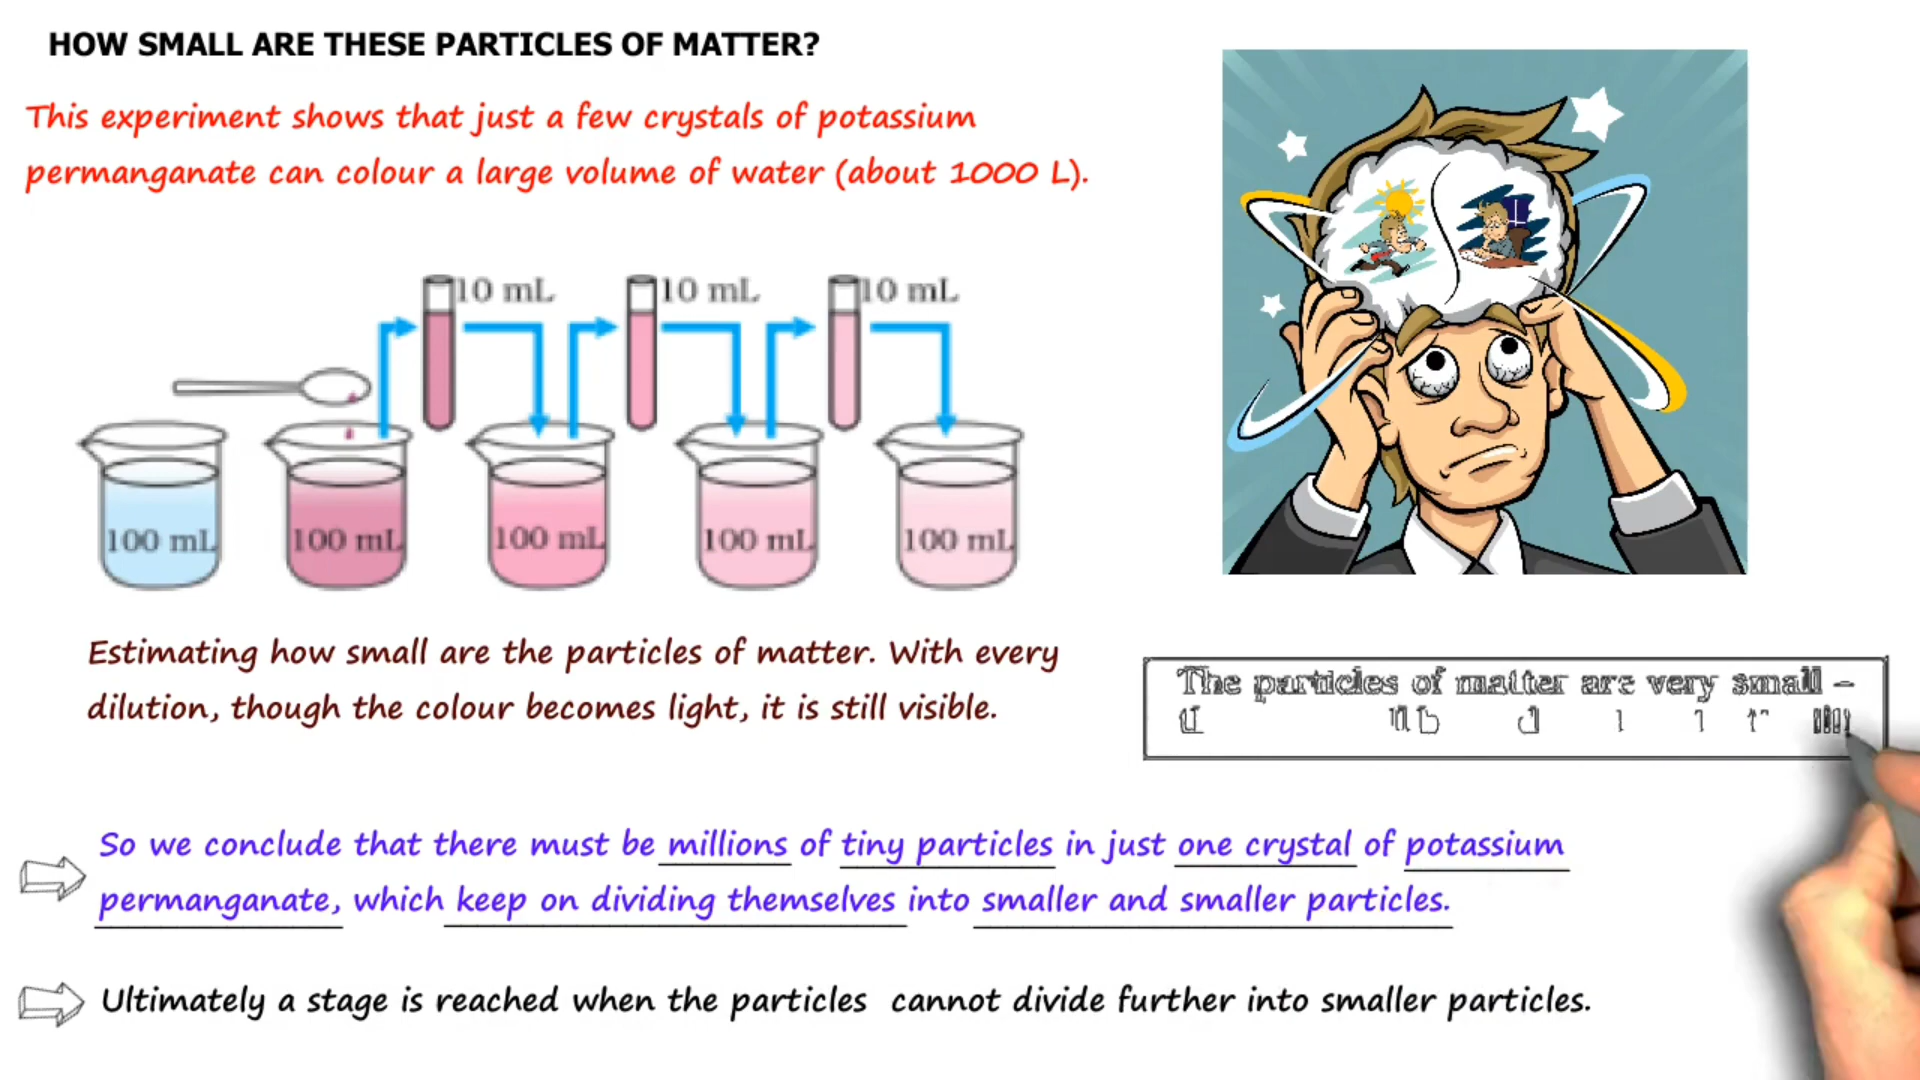 HOW SMALL ARE THESE PARTICLES OF MATTER?
This experiment shows that just a few crystals of potassium
permanganate can colour a large volume of water (about 1000 L).
10 mL
10 mL
10 mL
100 mL
100 mL
100 mL
100 mL
100 mL
Estimating how small are the particles of matter. With every
dilution, though the colour becomes light, it is still visible.
The particles of matter are very small –
So we conclude that there must be millions of tiny particles in just one crystal of potassium
permanganate, which keep on dividing themselves into smaller and smaller particles.
Ultimately a stage is reached when the particles cannot divide further into smaller particles.